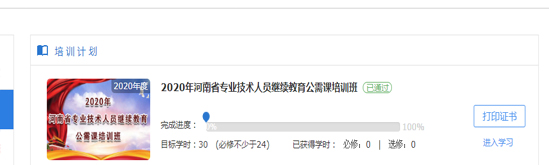 培训计划
2020年度
2020年
河南省专业技术人员继续教育
公需课培训班
2020年河南省专业技术人员继续教育公需课培训班 已通过
完成进度： 100%
目标学时：30 （必修不少于24） 已获得学时： 必修：0 | 选修：0
打印证书
进入学习